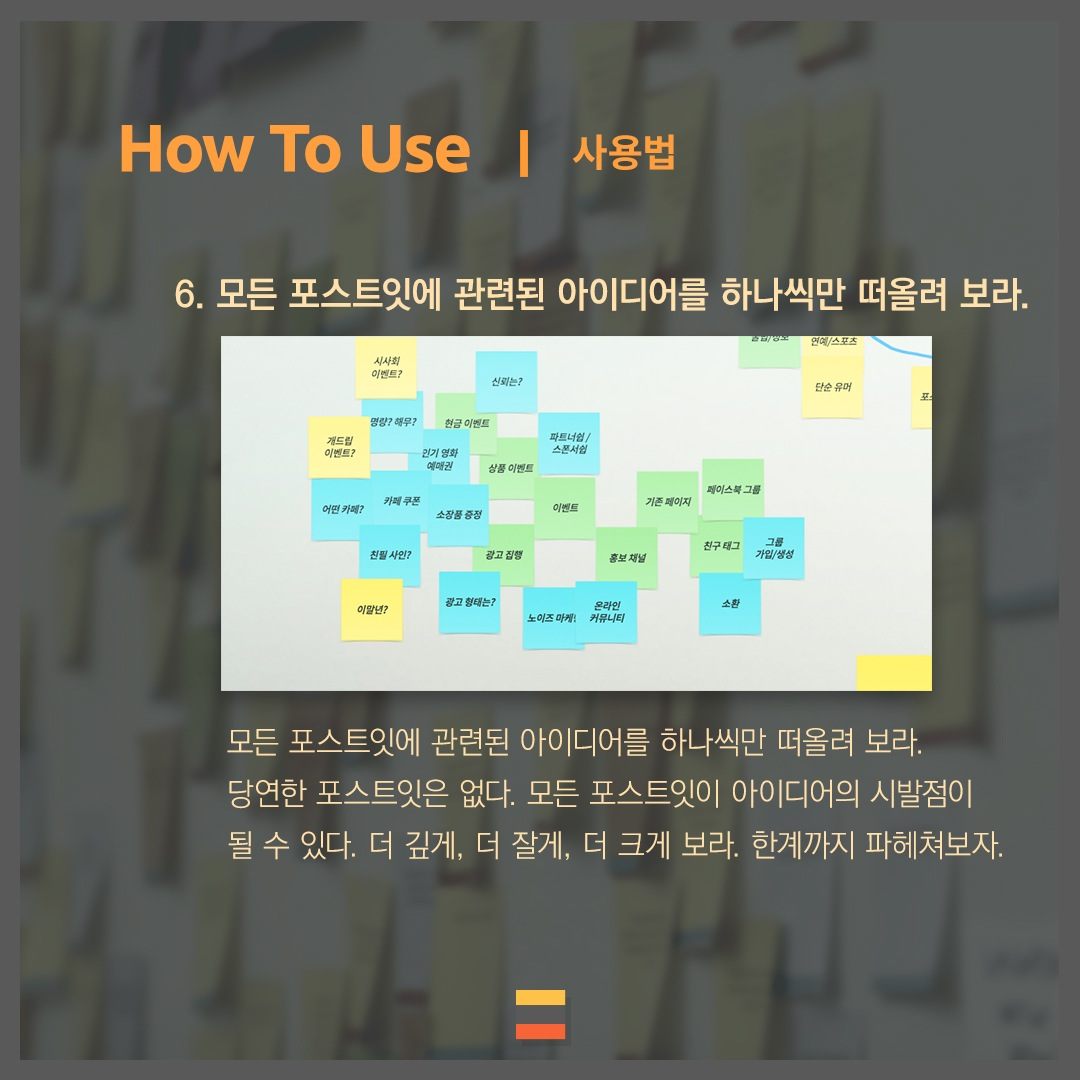 How To Use | 사용법
6. 모든 포스트잇에 관련된 아이디어를 하나씩만 떠올려 보라.
연예/스포츠
시사회
이벤트?
신뢰는?
단순 유머
명량? 해무?
현금 이벤트
개드립
이벤트?
인기 영화
예매권
상품 이벤트
파트너쉽 /
스폰서쉽
어떤 카페?
카페 쿠폰
소장품 증정
이벤트
기존 페이지
페이스북 그룹
친필 사인?
광고 집행
홍보 채널
친구 태그
그룹
가입/생성
이말년?
광고 형태는?
노이즈
온라인
커뮤니티
소환
모든 포스트잇에 관련된 아이디어를 하나씩만 떠올려 보라.
당연한 포스트잇은 없다. 모든 포스트잇이 아이디어의 시발점이
될 수 있다. 더 깊게, 더 잘게, 더 크게 보라. 한계까지 파헤쳐보자.